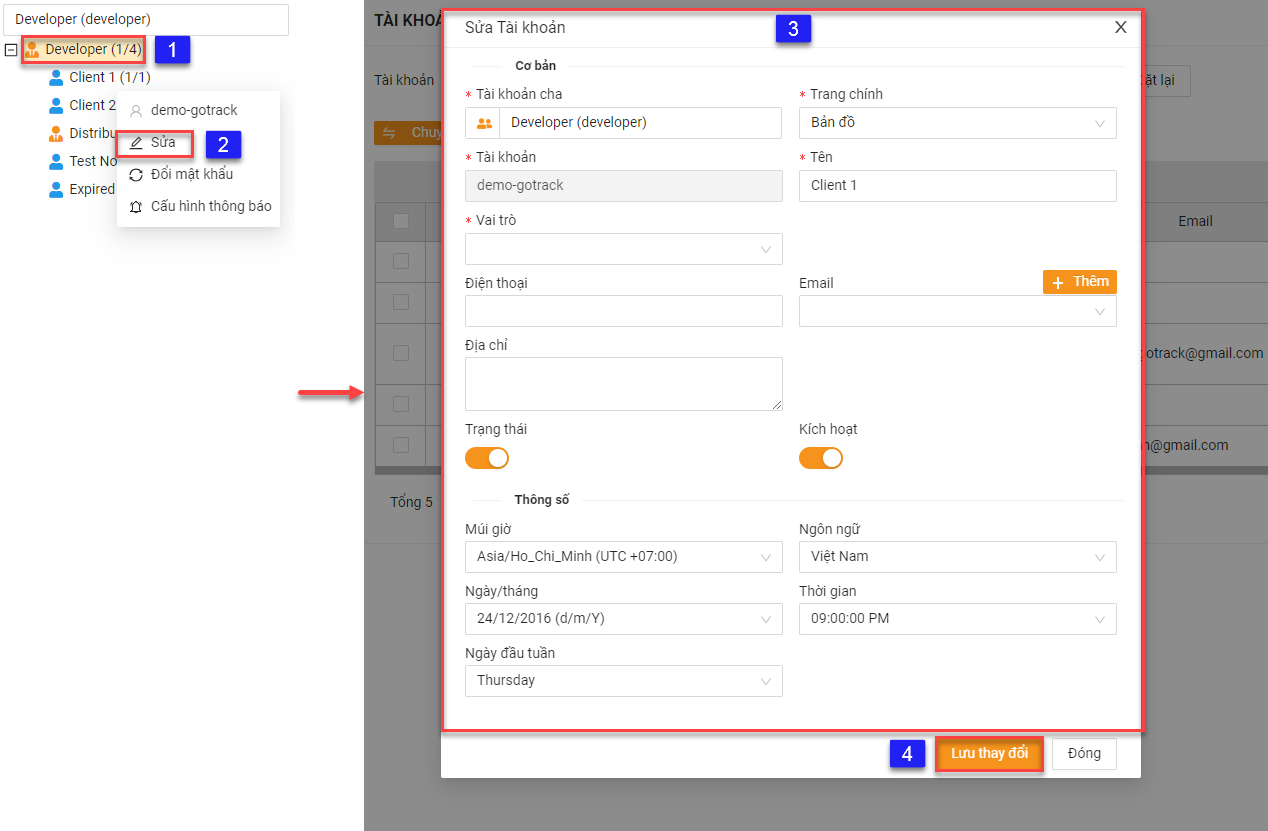 Developer (developer)
Developer (1/4)
1
Client 1 (1/1)
Client 2
demo-gotrack
Sửa
2
Test No
Đổi mật khẩu
Expired
Cấu hình thông báo
TÀI KHOẢ
Tài khoản
Email
gotrack@gmail.com
@gmail.com
Tổng 5
Sửa Tài khoản
3
X
Cơ bản
* Tài khoản cha
* Trang chính
Developer (developer)
Bản đồ
* Tài khoản
* Tên
demo-gotrack
Client 1
* Vai trò
Điện thoại
Email
+ Thêm
Địa chỉ
Trạng thái
Kích hoạt
Thông số
Múi giờ
Ngôn ngữ
Asia/Ho_Chi_Minh (UTC +07:00)
Việt Nam
Ngày/tháng
Thời gian
24/12/2016 (d/m/Y)
09:00:00 PM
Ngày đầu tuần
Thursday
4
Lưu thay đổi
Đóng